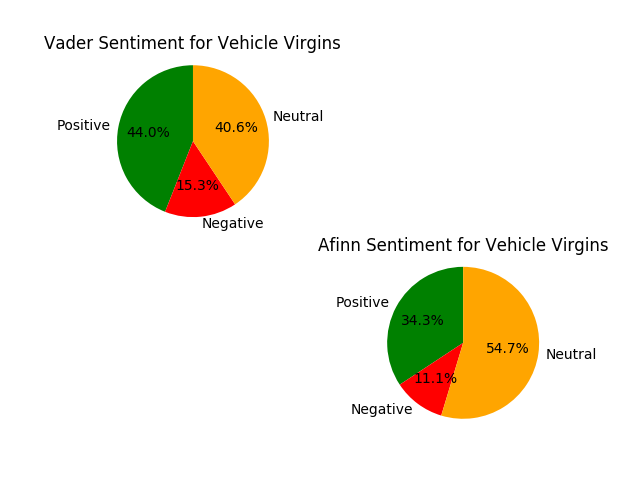 Vader Sentiment for Vehicle Virgins
Positive
44.0%
40.6%
Neutral
15.3%
Negative
Afinn Sentiment for Vehicle Virgins
Positive
34.3%
54.7%
Neutral
11.1%
Negative